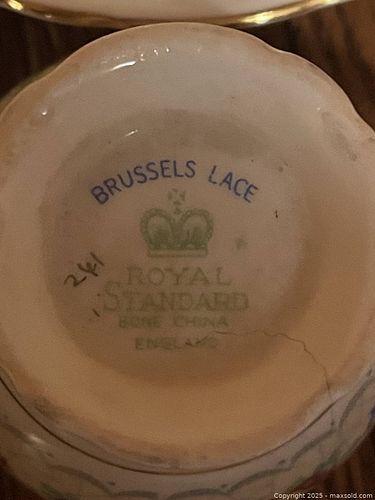 BRUSSELS LACE
241
ROYAL
STANDARD
BONE CHINA
ENGLAND
Copyright 2025 - maxsold.com